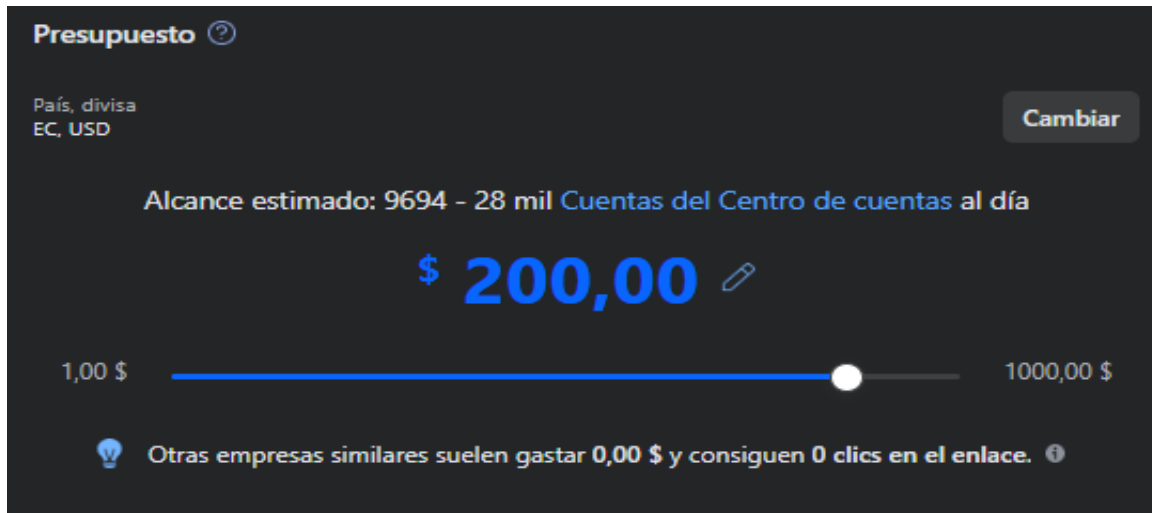 Presupuesto ?
País, divisa
EC, USD
Cambiar
Alcance estimado: 9694 - 28 mil Cuentas del Centro de cuentas al día
$ 200,00
1,00 $
1000,00 $
Otras empresas similares suelen gastar 0,00 $ y consiguen 0 clics en el enlace.